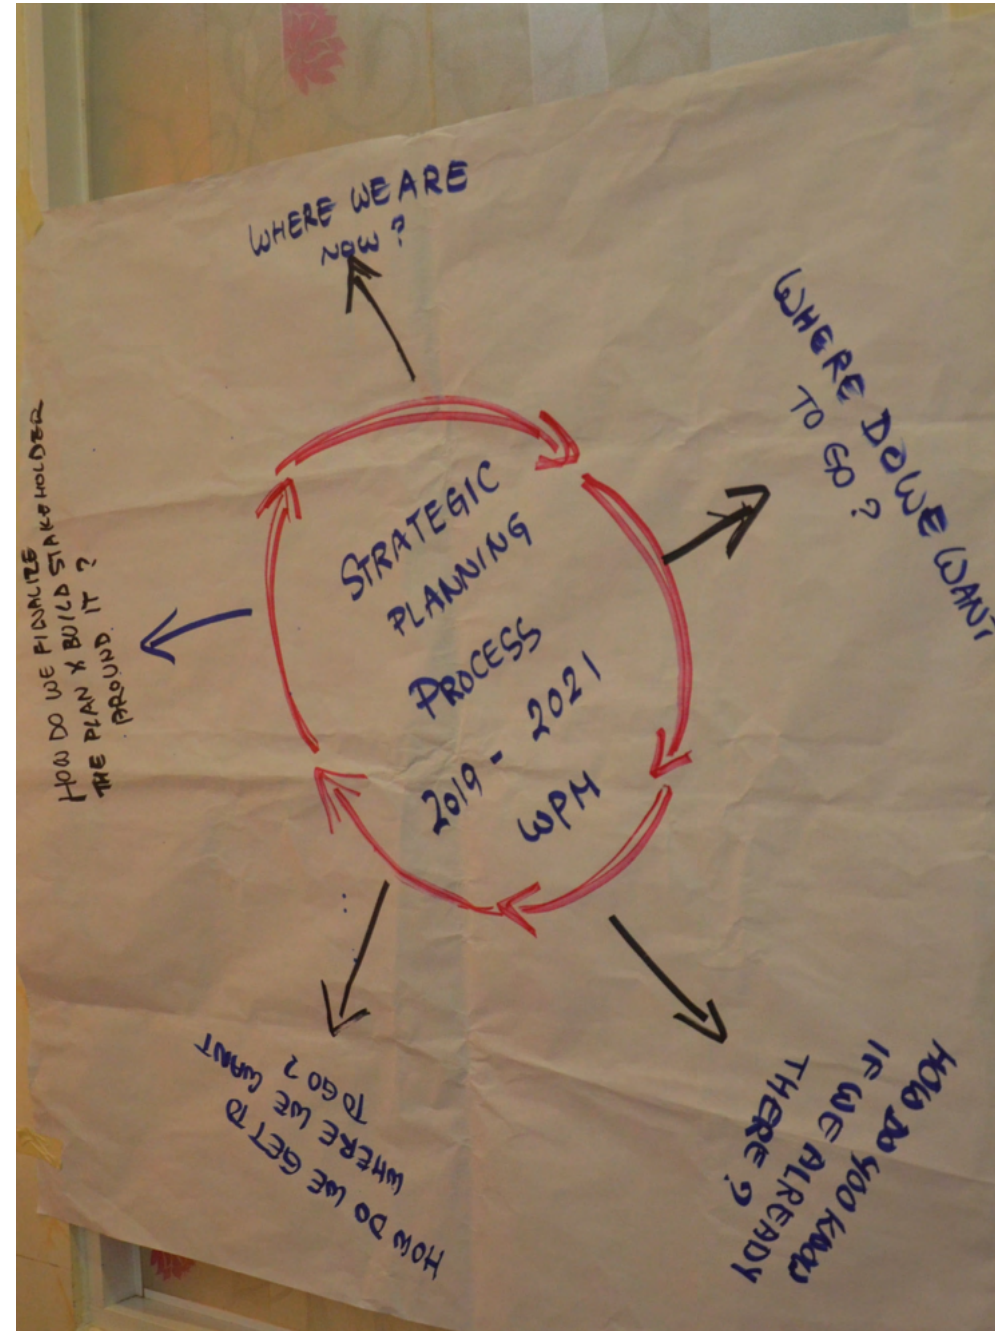 STRATEGIC
PLANNING
PROCESS
2019 - 2021
WPM
WHERE WE ARE
NOW ?
WHERE DO WE WANT
TO GO ?
HOW DO YOU KNOW
IF WE ALREADY
THERE ?
HOW DO WE GET TO
WHERE WE WANT
TO GO ?
HOW DO WE FINALIZE
THE PLAN & BUILD STAKEHOLDER
AROUND IT ?